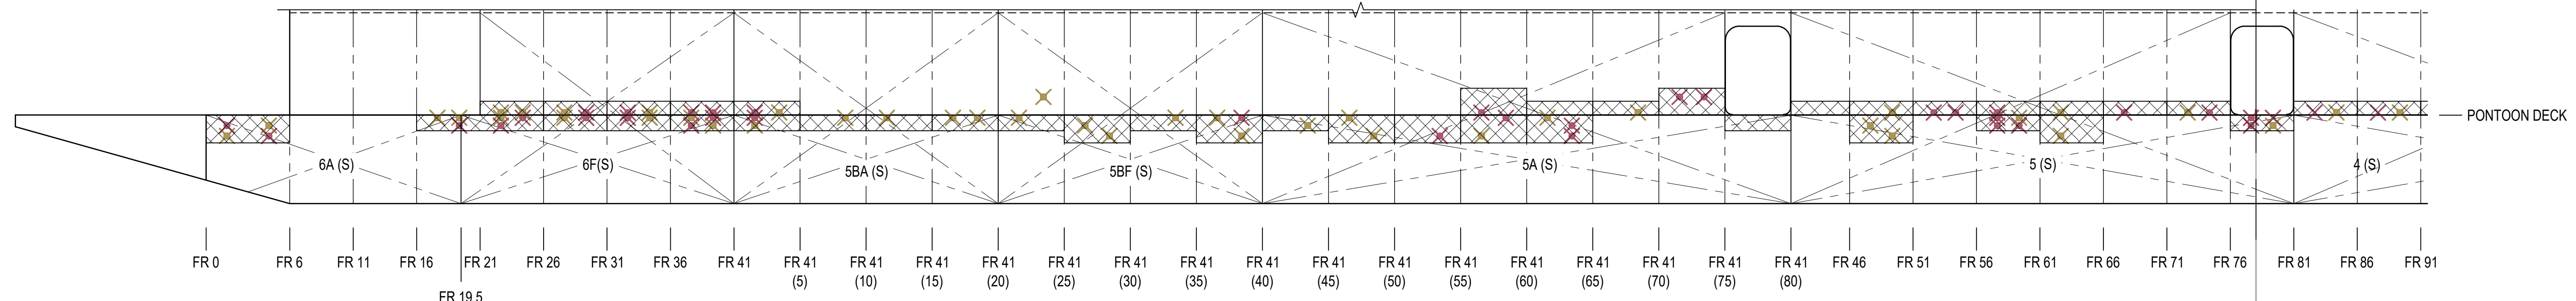 PONTOON DECK
6A (S)
6F(S)
5BA (S)
5BF (S)
5A (S)
5 (S)
4 (S)
FR 0
FR 6
FR 11
FR 16
FR 19.5
FR 21
FR 26
FR 31
FR 36
FR 41
FR 41
(5)
FR 41
(10)
FR 41
(15)
FR 41
(20)
FR 41
(25)
FR 41
(30)
FR 41
(35)
FR 41
(40)
FR 41
(45)
FR 41
(50)
FR 41
(55)
FR 41
(60)
FR 41
(65)
FR 41
(70)
FR 41
(75)
FR 41
(80)
FR 46
FR 51
FR 56
FR 61
FR 66
FR 71
FR 76
FR 81
FR 86
FR 91